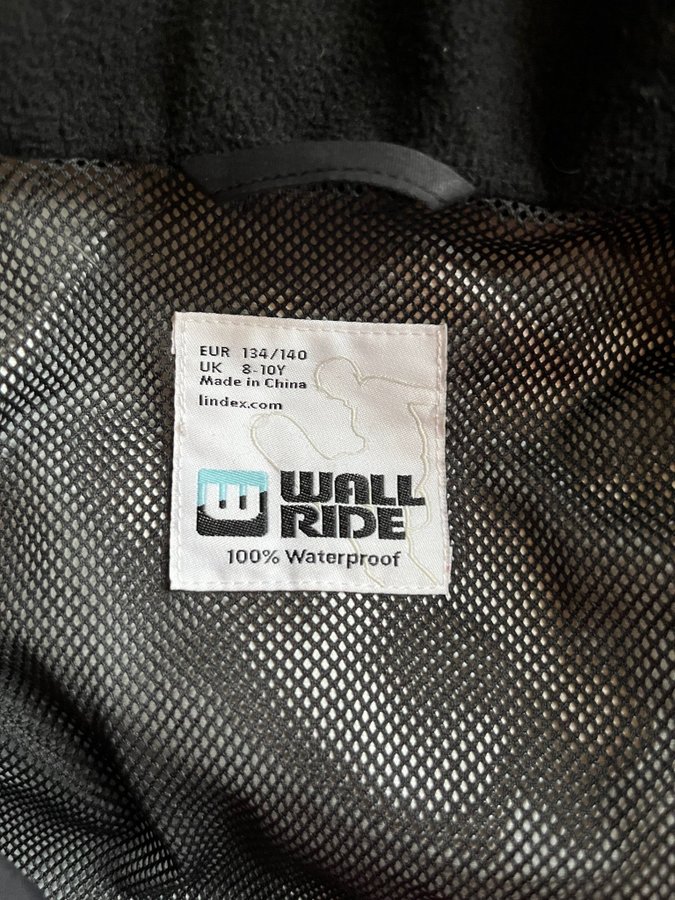 EUR 134/140
UK 8-10Y
Made in China
lindex.com
WALL
RIDE
100% Waterproof